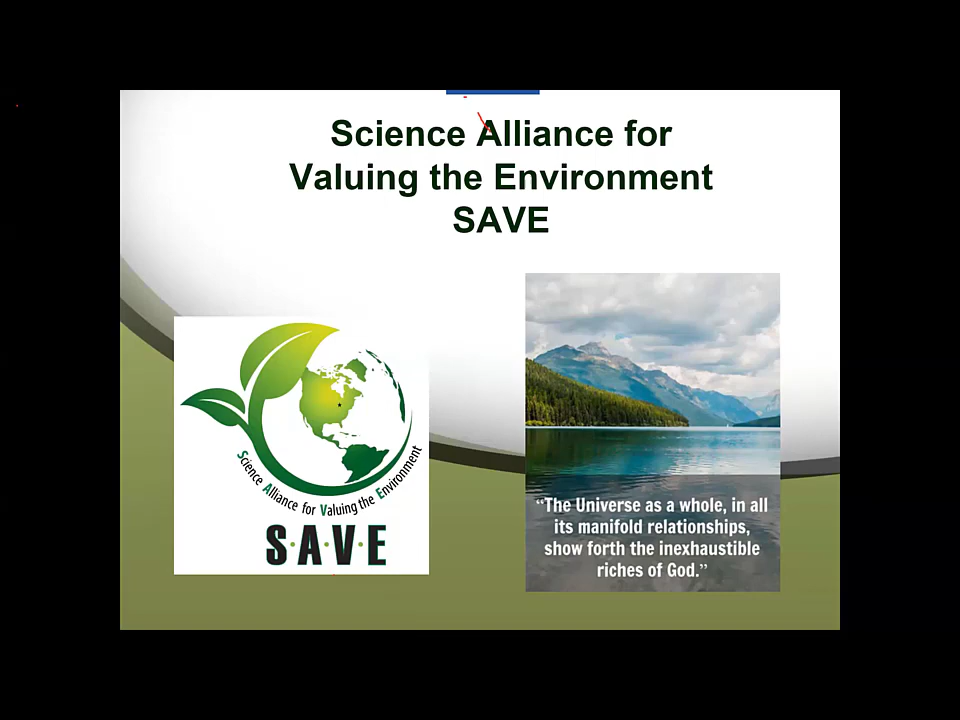 Science Alliance for
Valuing the Environment
SAVE
Science Alliance for Valuing the Environment
S·A·V·E
“The Universe as a whole, in all
its manifold relationships,
show forth the inexhaustible
riches of God.”